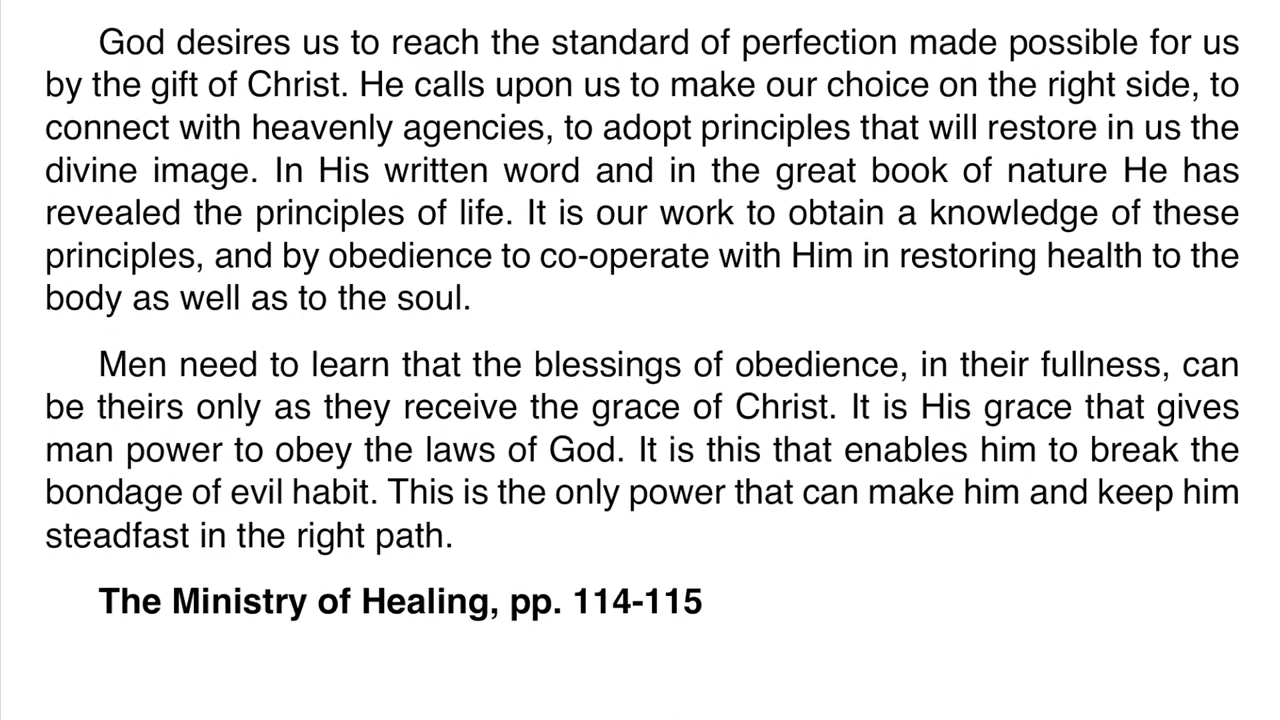 God desires us to reach the standard of perfection made possible for us
by the gift of Christ. He calls upon us to make our choice on the right side, to
connect with heavenly agencies, to adopt principles that will restore in us the
divine image. In His written word and in the great book of nature He has
revealed the principles of life. It is our work to obtain a knowledge of these
principles, and by obedience to co-operate with Him in restoring health to the
body as well as to the soul.
Men need to learn that the blessings of obedience, in their fullness, can
be theirs only as they receive the grace of Christ. It is His grace that gives
man power to obey the laws of God. It is this that enables him to break the
bondage of evil habit. This is the only power that can make him and keep him
steadfast in the right path.
The Ministry of Healing, pp. 114-115